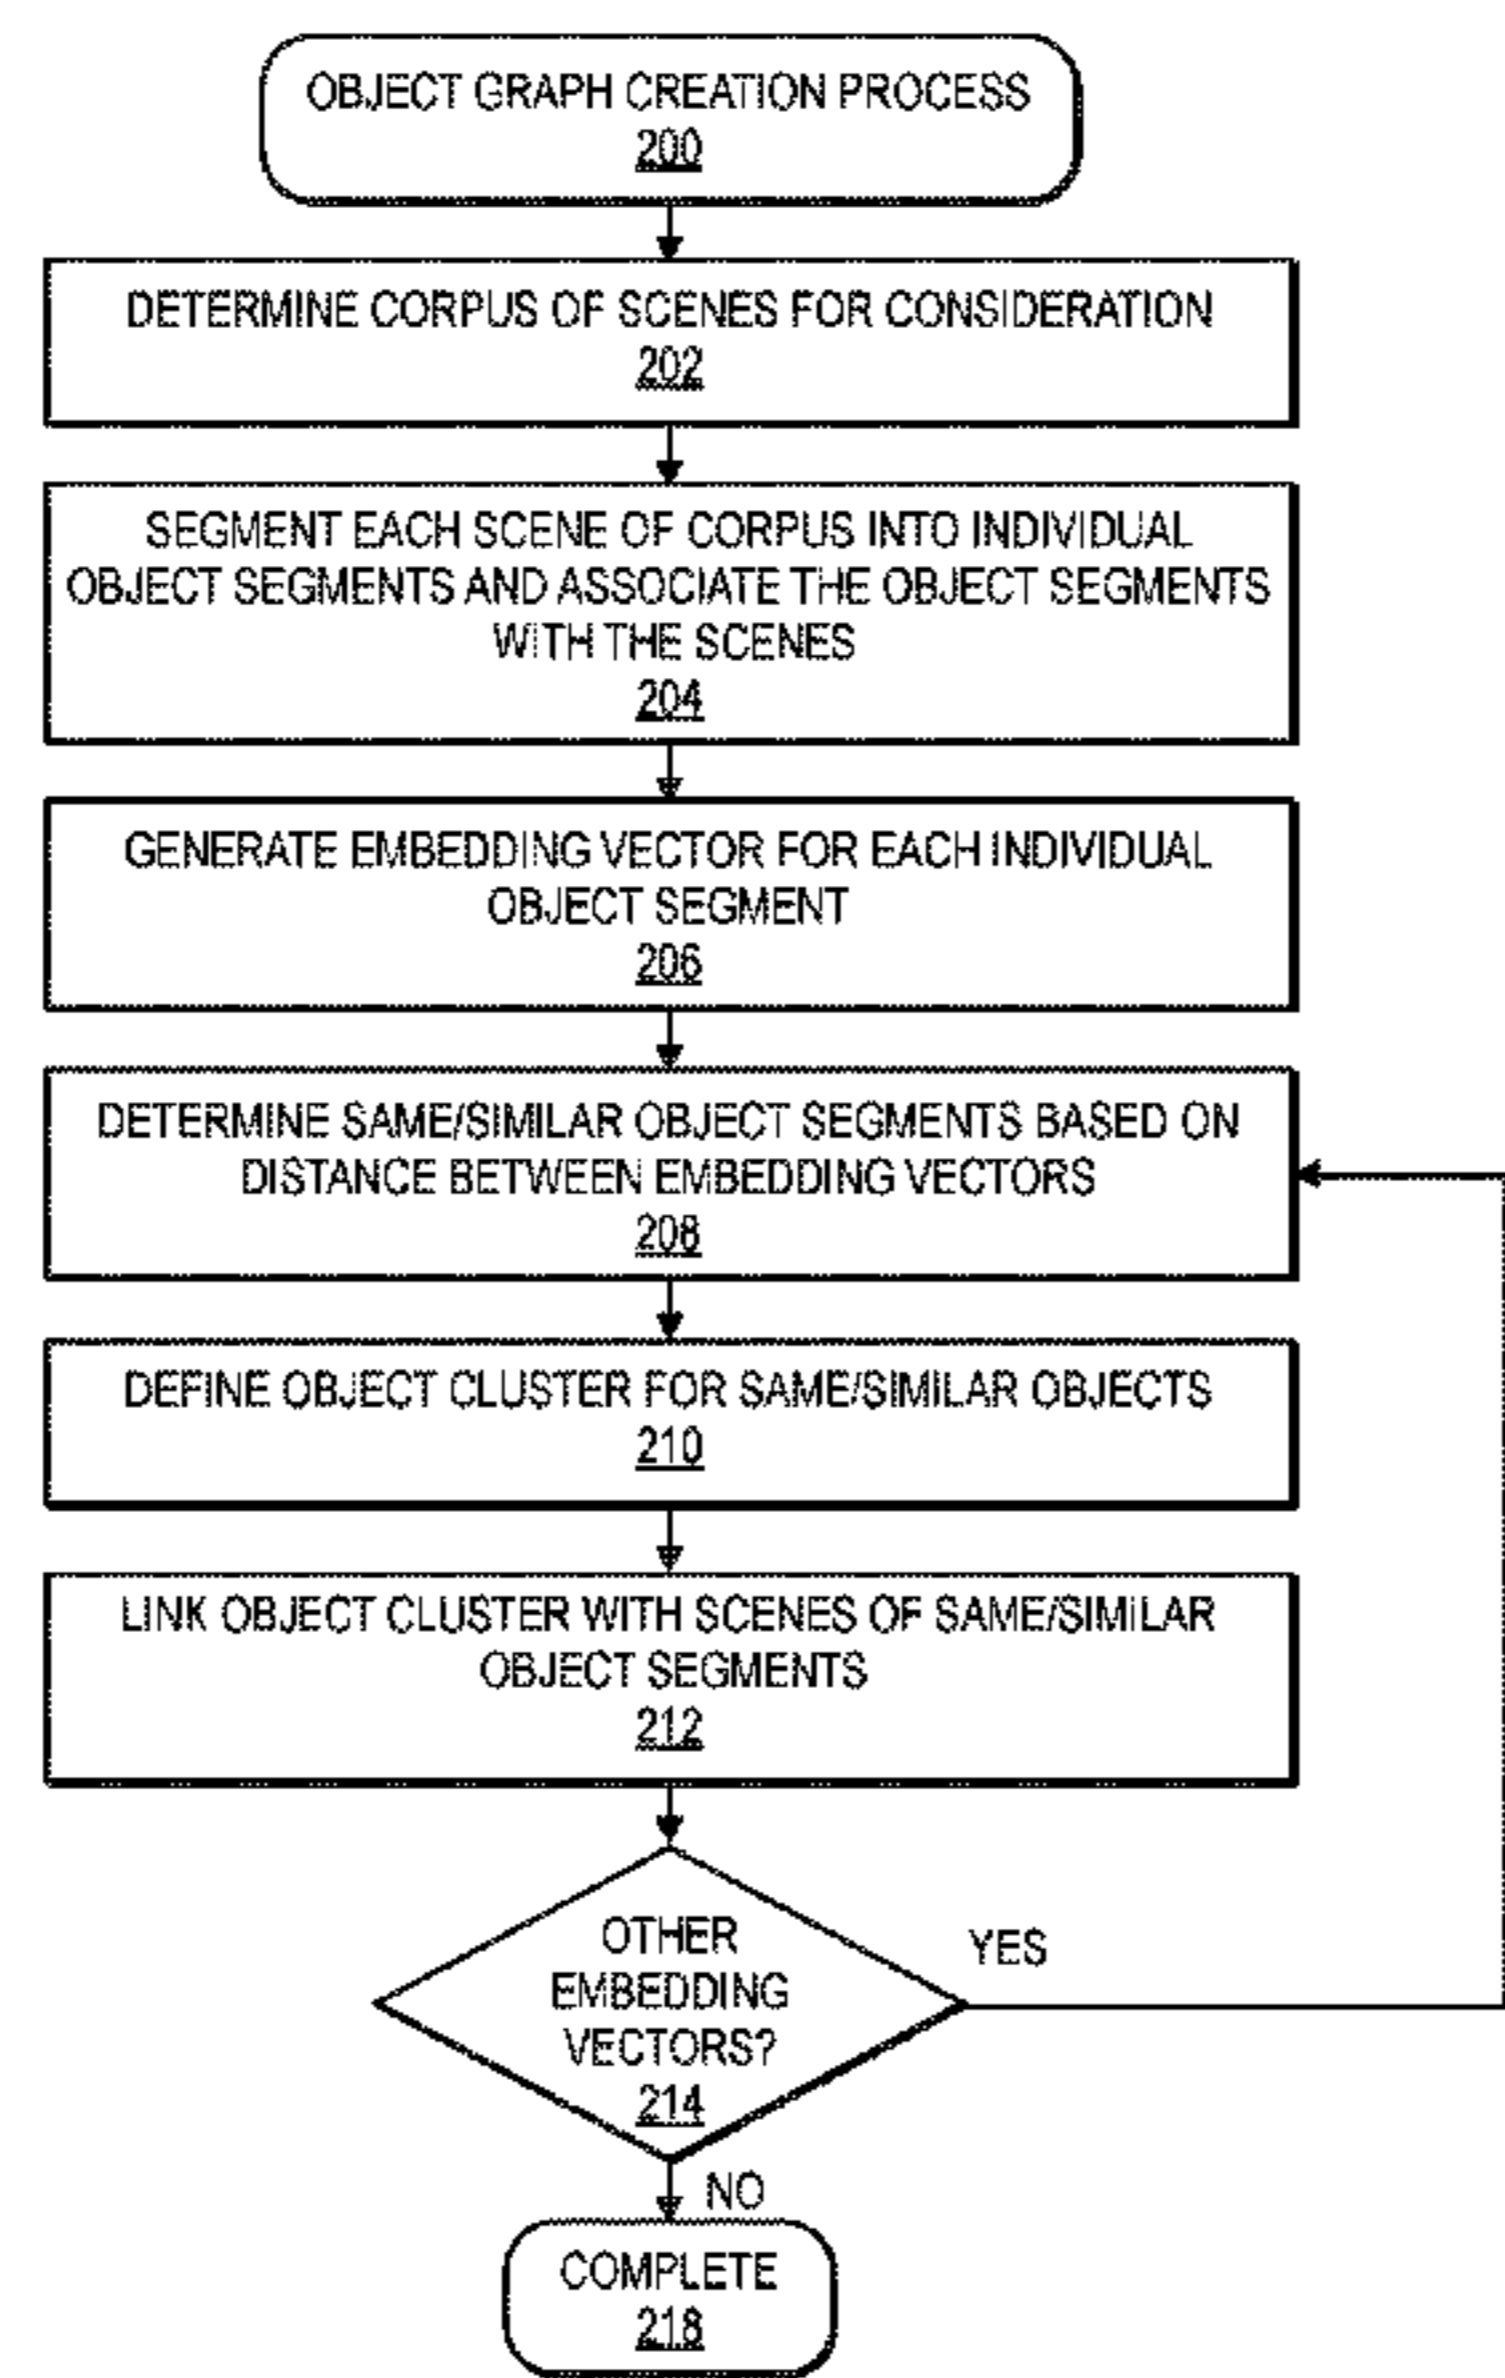 OBJECT GRAPH CREATION PROCESS
200
DETERMINE CORPUS OF SCENES FOR CONSIDERATION
202
SEGMENT EACH SCENE OF CORPUS INTO INDIVIDUAL
OBJECT SEGMENTS AND ASSOCIATE THE OBJECT SEGMENTS
WITH THE SCENES
204
GENERATE EMBEDDING VECTOR FOR EACH INDIVIDUAL
OBJECT SEGMENT
206
DETERMINE SAME/SIMILAR OBJECT SEGMENTS BASED ON
DISTANCE BETWEEN EMBEDDING VECTORS
208
DEFINE OBJECT CLUSTER FOR SAME/SIMILAR OBJECTS
210
LINK OBJECT CLUSTER WITH SCENES OF SAME/SIMILAR
OBJECT SEGMENTS
212
OTHER
EMBEDDING
VECTORS?
214
YES
NO
COMPLETE
218